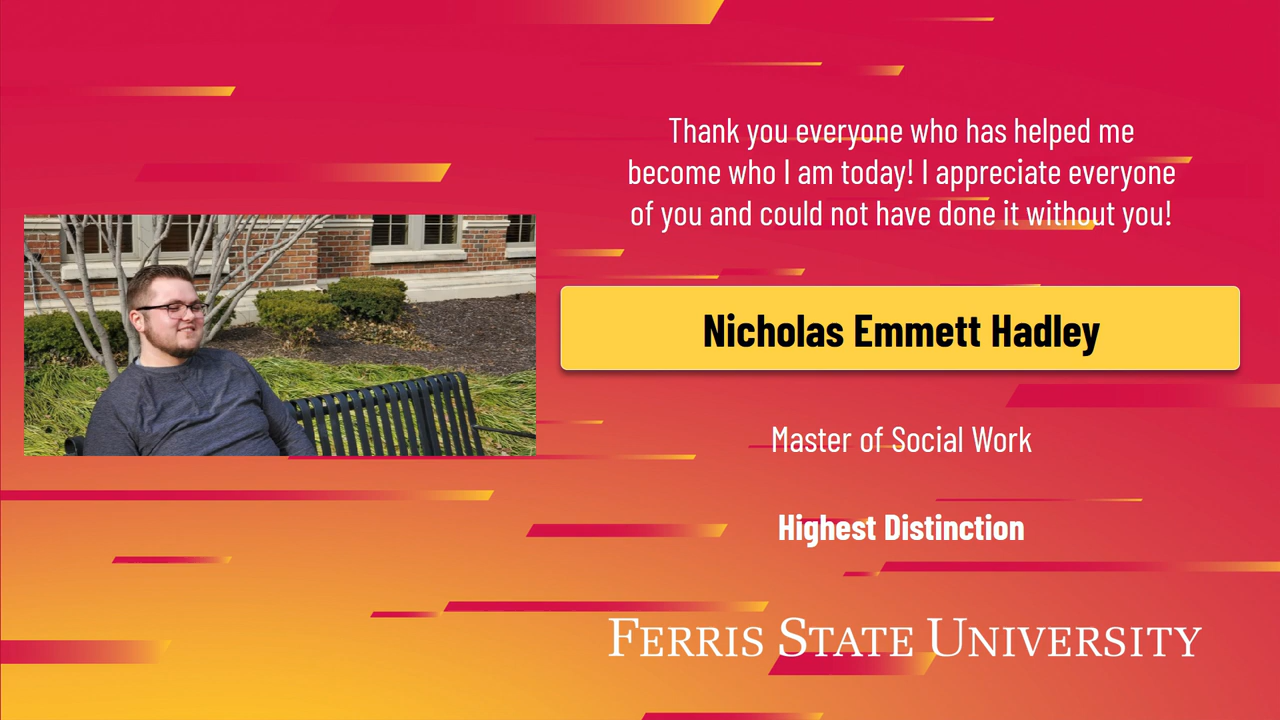 Thank you everyone who has helped me
become who I am today! I appreciate everyone
of you and could not have done it without you!
Nicholas Emmett Hadley
Master of Social Work
Highest Distinction
FERRIS STATE UNIVERSITY